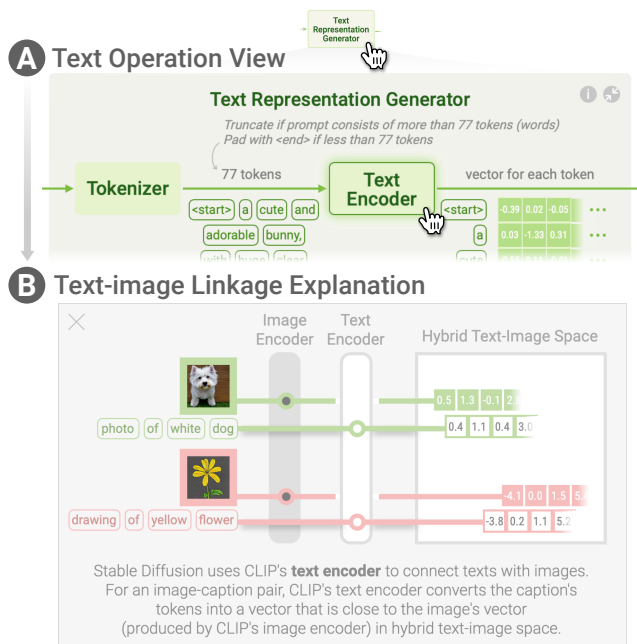 Text
Representation
Generator
A Text Operation View
Text Representation Generator
i
Truncate if prompt consists of more than 77 tokens (words)
Pad with <end> if less than 77 tokens
Tokenizer
77 tokens
Text
Encoder
vector for each token
<start> a cute and
adorable bunny,
with huge clear
<start> -0.39 0.02 -0.05 ...
a 0.03 -1.33 0.31 ...
cute
B Text-image Linkage Explanation
Image
Encoder
Text
Encoder
Hybrid Text-Image Space
0.5 1.3 -0.1
photo of white dog
0.4 1.1 0.4 3.0
-4.1 0.0 1.5
drawing of yellow flower
-3.8 0.2 1.1 5.2
Stable Diffusion uses CLIP's text encoder to connect texts with images.
For an image-caption pair, CLIP's text encoder converts the caption's
tokens into a vector that is close to the image's vector
(produced by CLIP's image encoder) in hybrid text-image space.